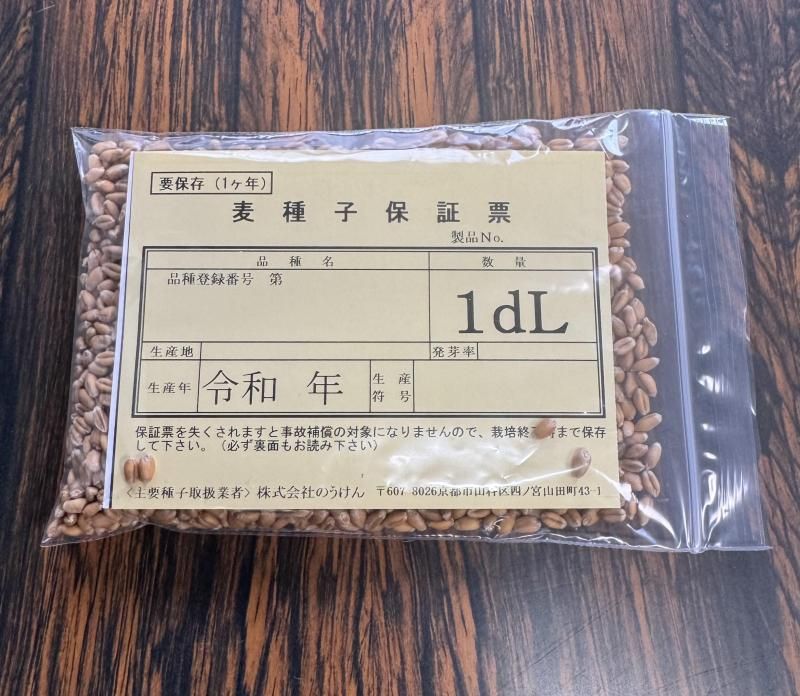 要保存（1ヶ年）
麦種子保証票
製品No.
品種名 数量
品種登録番号 第
1dL
生産地 発芽率
生産年 令和 年 生産符号
保証票を失くされますと事故補償の対象になりませんので、栽培終 時まで保存
して下さい。（必ず裏面もお読み下さい）
〈主要種子取扱業者〉株式会社のうけん 〒607-8026京都市山科区四ノ宮山田町43-1